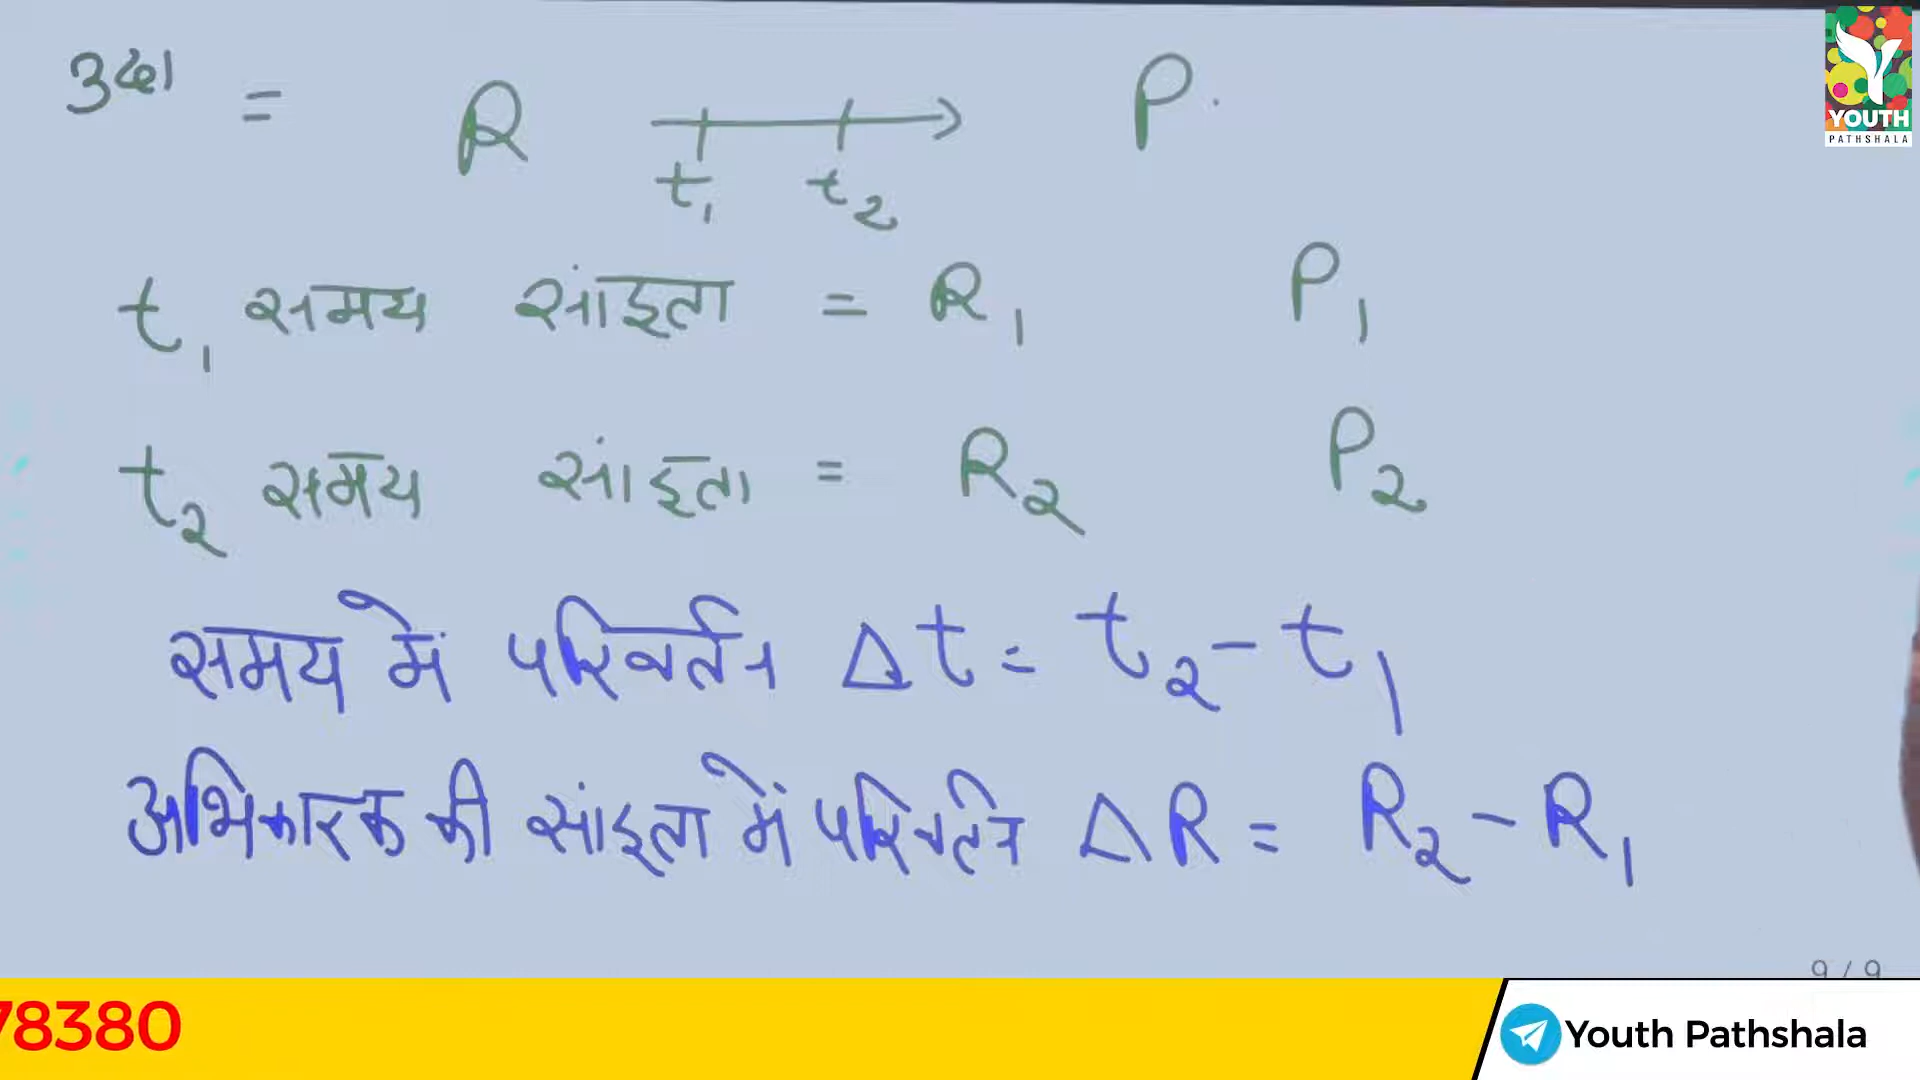 उदा = R → P
t₁ t₂
t₁ समय सांद्रता = R₁ P₁
t₂ समय सांद्रता = R₂ P₂
समय में परिवर्तन Δt = t₂ - t₁
अभिकारक की सांद्रता में परिवर्तन ΔR = R₂ - R₁
9/9
78380
Youth Pathshala
YOUTH
PATHSHALA